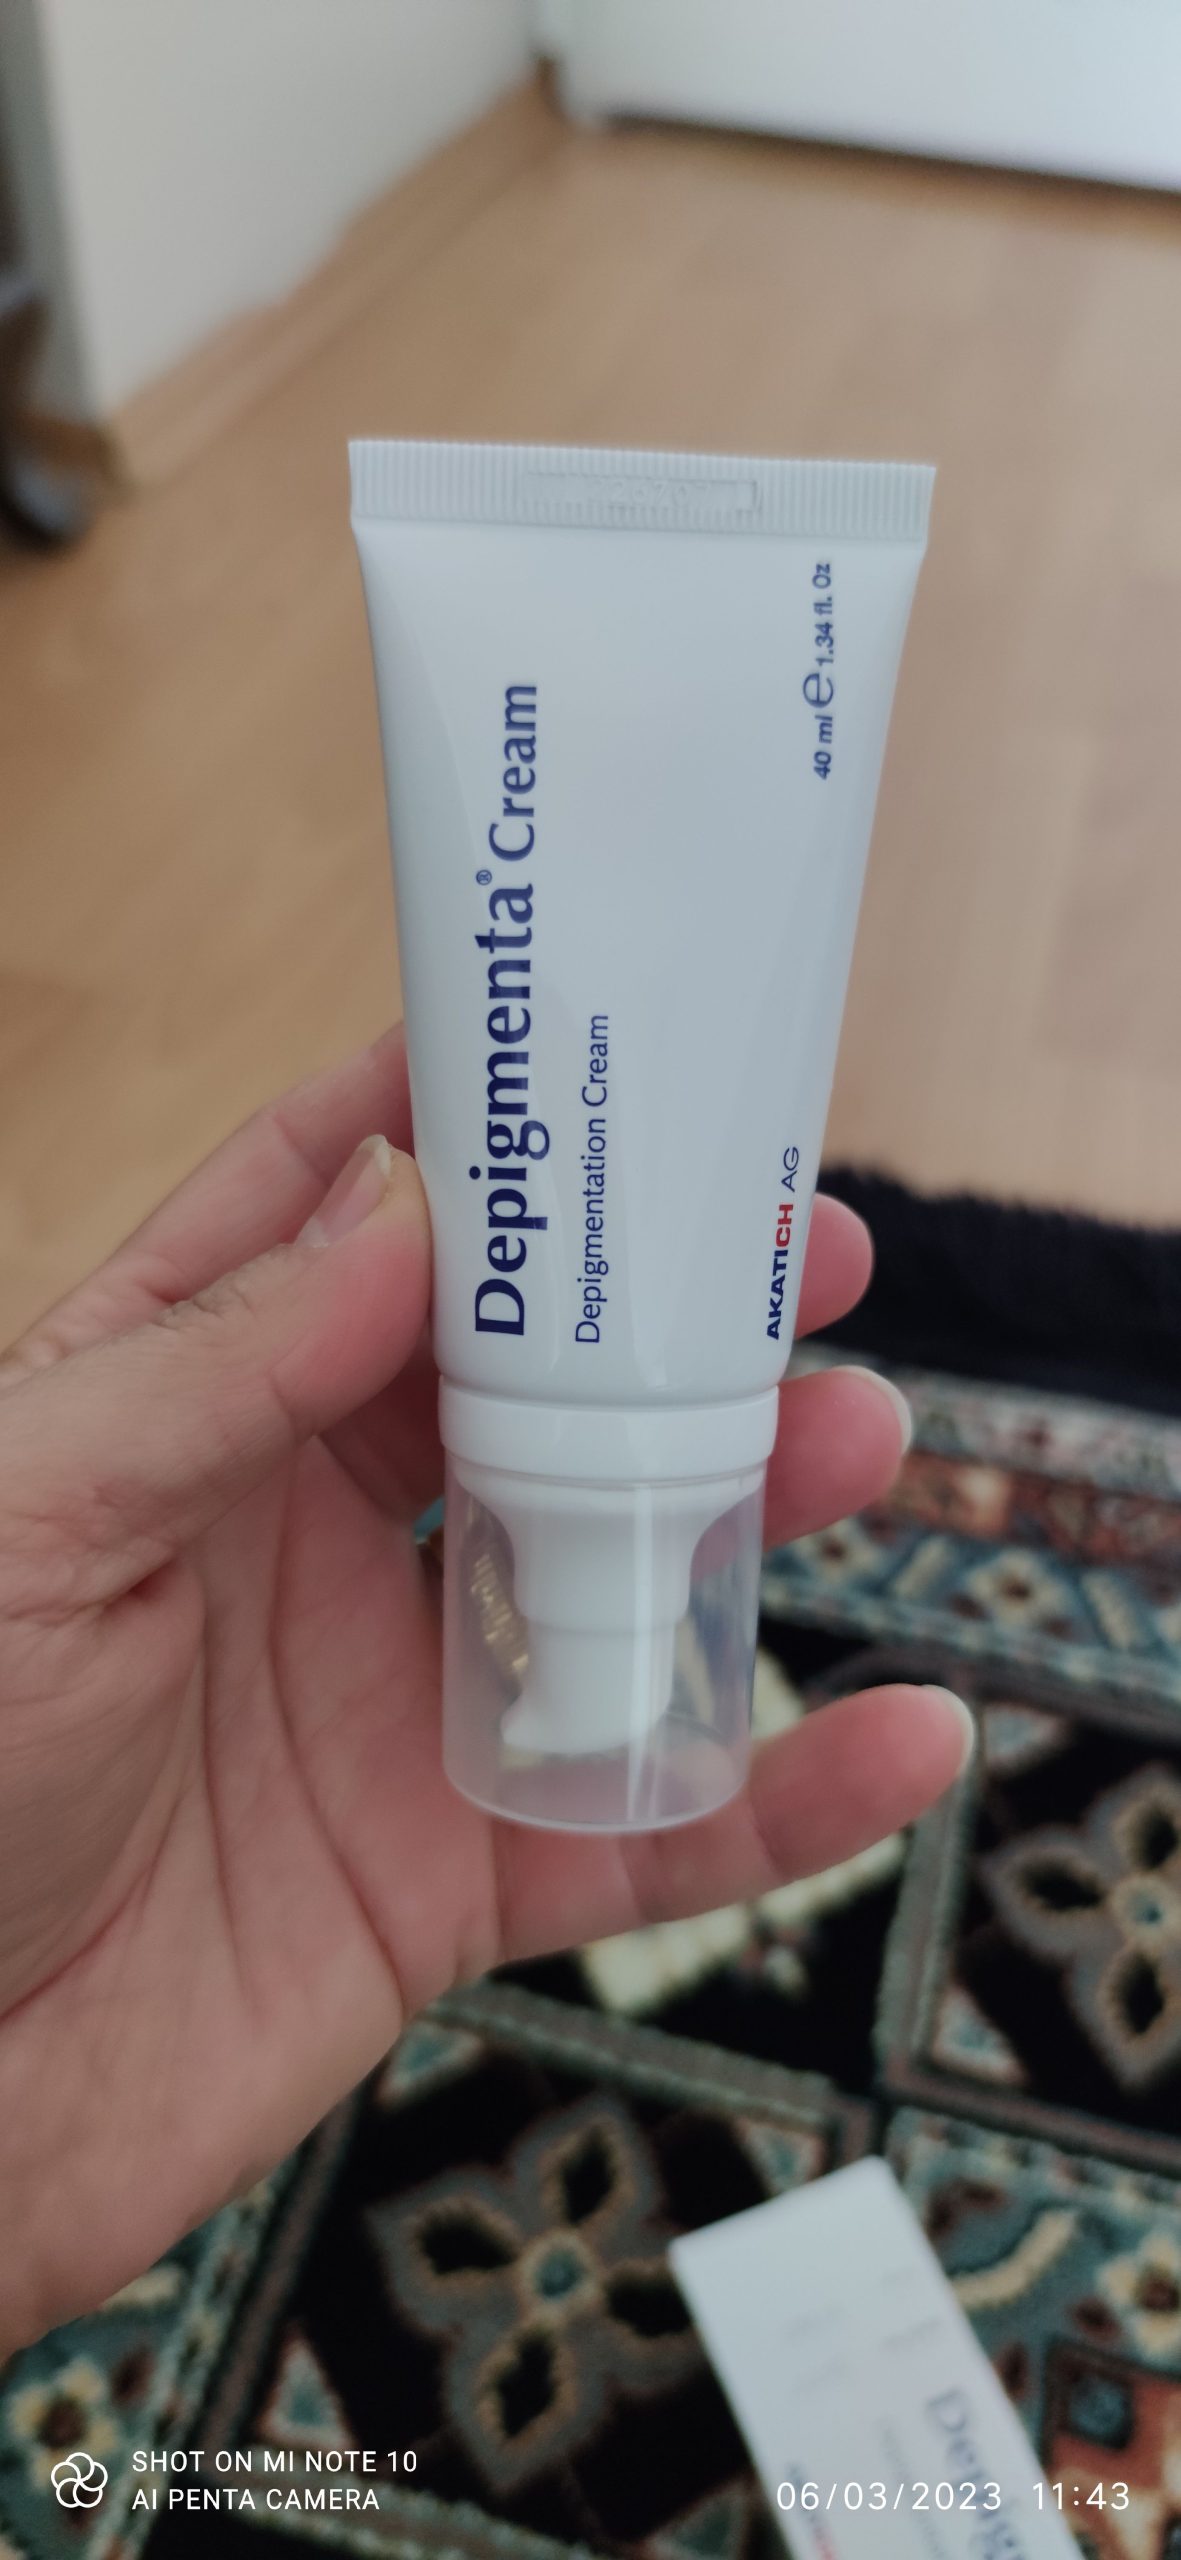 Depigmenta® Cream
Depigmentation Cream
40 ml ℮ 1.34 fl. Oz
AKATICH AG
SHOT ON MI NOTE 10
AI PENTA CAMERA
06/03/2023 11:43